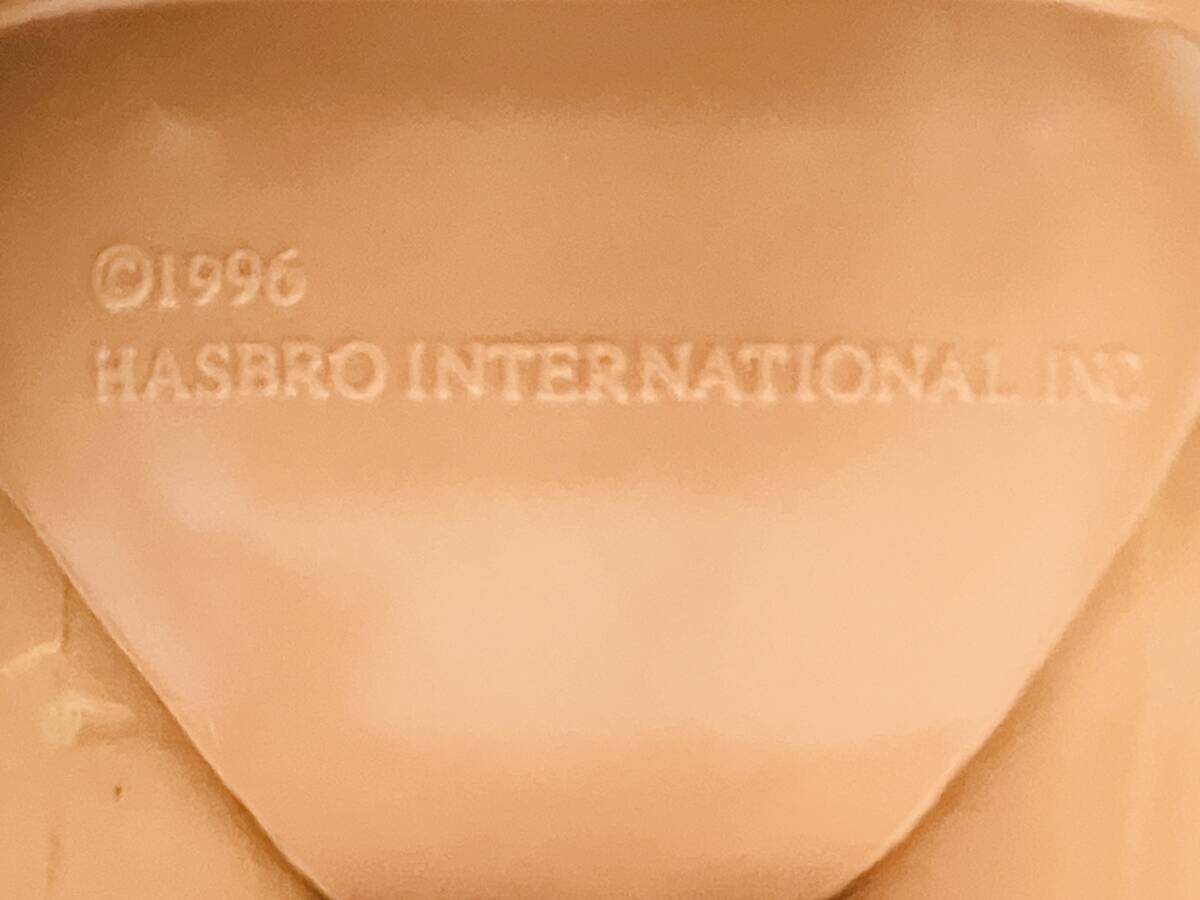 ©1996
HASBRO INTERNATIONAL INC.